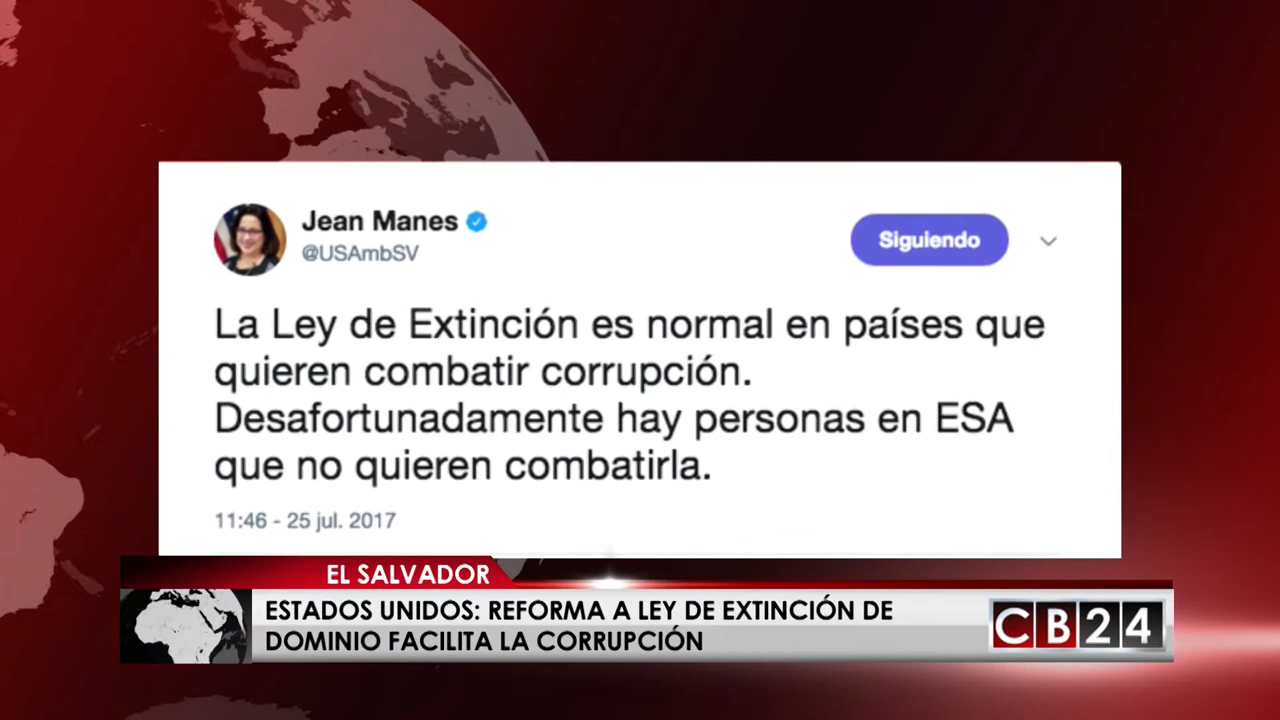 Jean Manes
@USAmbSV
Siguiendo
La Ley de Extinción es normal en países que
quieren combatir corrupción.
Desafortunadamente hay personas en ESA
que no quieren combatirla.
11:46 - 25 jul. 2017
EL SALVADOR
ESTADOS UNIDOS: REFORMA A LEY DE EXTINCIÓN DE
DOMINIO FACILITA LA CORRUPCIÓN
CB24